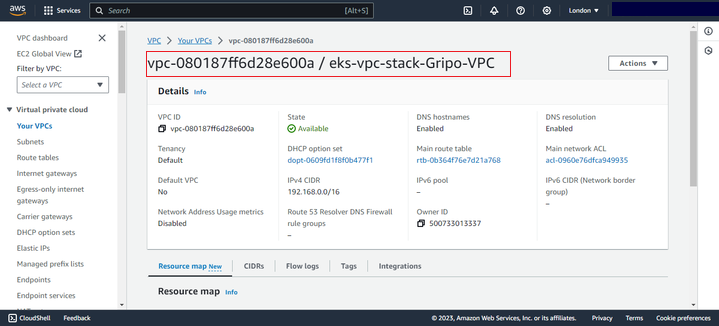 aws
Services
Search
[Alt+S]
London
VPC dashboard
EC2 Global View
Filter by VPC:
Select a VPC
Virtual private cloud
Your VPCs
Subnets
Route tables
Internet gateways
Egress-only internet
gateways
Carrier gateways
DHCP option sets
Elastic IPs
Managed prefix lists
Endpoints
Endpoint services
VPC > Your VPCs > vpc-080187ff6d28e600a
vpc-080187ff6d28e600a / eks-vpc-stack-Gripo-VPC
Actions
Details Info
VPC ID
vpc-080187ff6d28e600a
State
Available
DNS hostnames
Enabled
DNS resolution
Enabled
Tenancy
Default
DHCP option set
dopt-0609fd1f8f0b477f1
Main route table
rtb-0b364f76e7d21a768
Main network ACL
acl-0960e76dfca949935
Default VPC
No
IPv4 CIDR
192.168.0.0/16
IPv6 pool
–
IPv6 CIDR (Network border
group)
–
Network Address Usage metrics
Disabled
Route 53 Resolver DNS Firewall
rule groups
–
Owner ID
500733013337
Resource map New
CIDRs
Flow logs
Tags
Integrations
Resource map Info
CloudShell
Feedback
© 2023, Amazon Web Services, Inc. or its affiliates.
Privacy
Terms
Cookie preferences